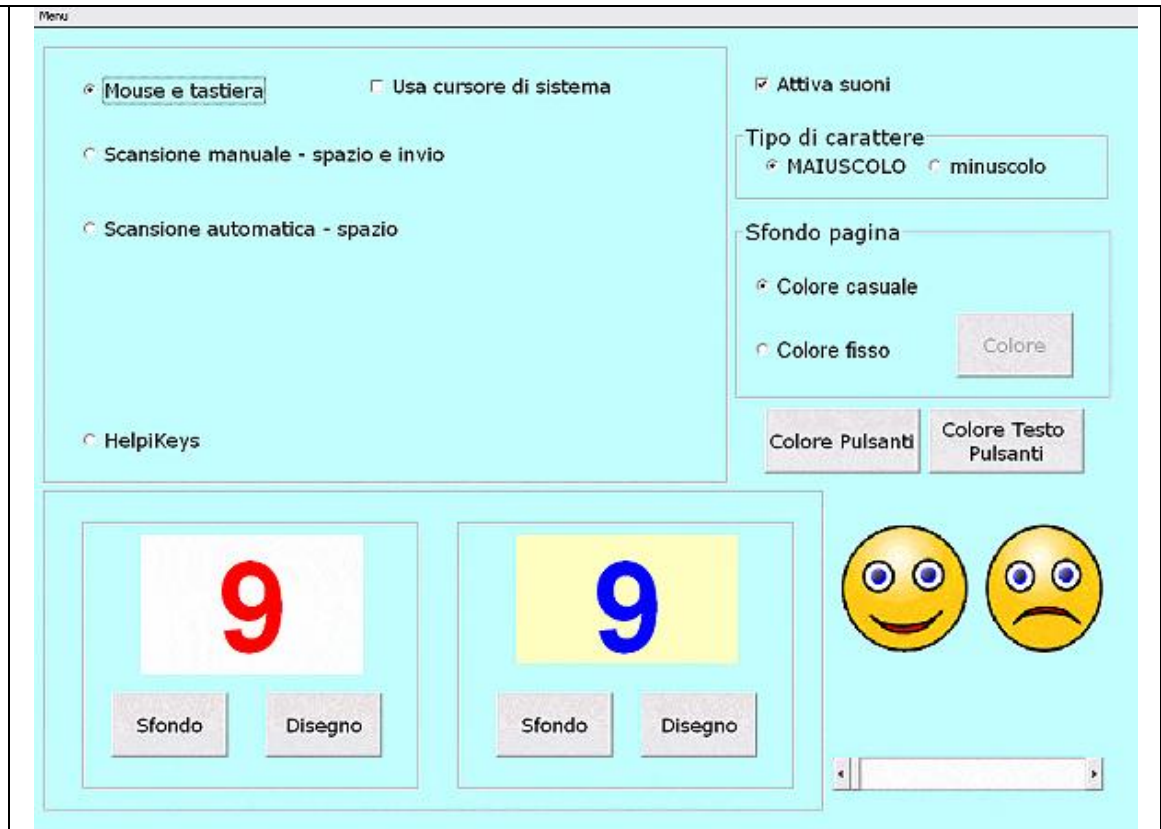 Menu
Mouse e tastiera
Usa cursore di sistema
Scansione manuale - spazio e invio
Scansione automatica - spazio
HelpiKeys
Attiva suoni
Tipo di carattere
MAIUSCOLO
minuscolo
Sfondo pagina
Colore casuale
Colore fisso
Colore
Colore Pulsanti
Colore Testo
Pulsanti
9
Sfondo
Disegno
9
Sfondo
Disegno